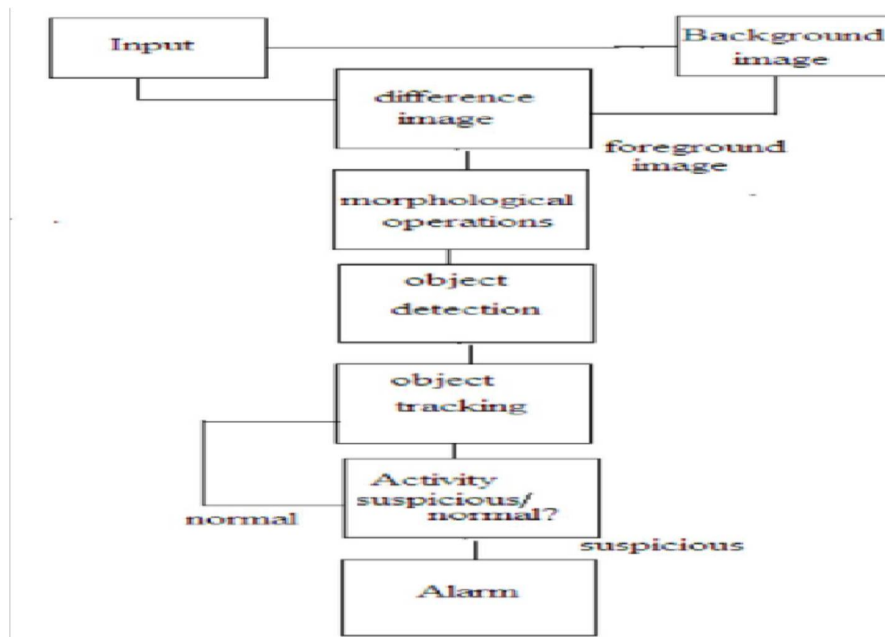 Input
Background
image
difference
image
foreground
image
morphological
operations
object
detection
object
tracking
Activity
suspicious/
normal?
normal
suspicious
Alarm